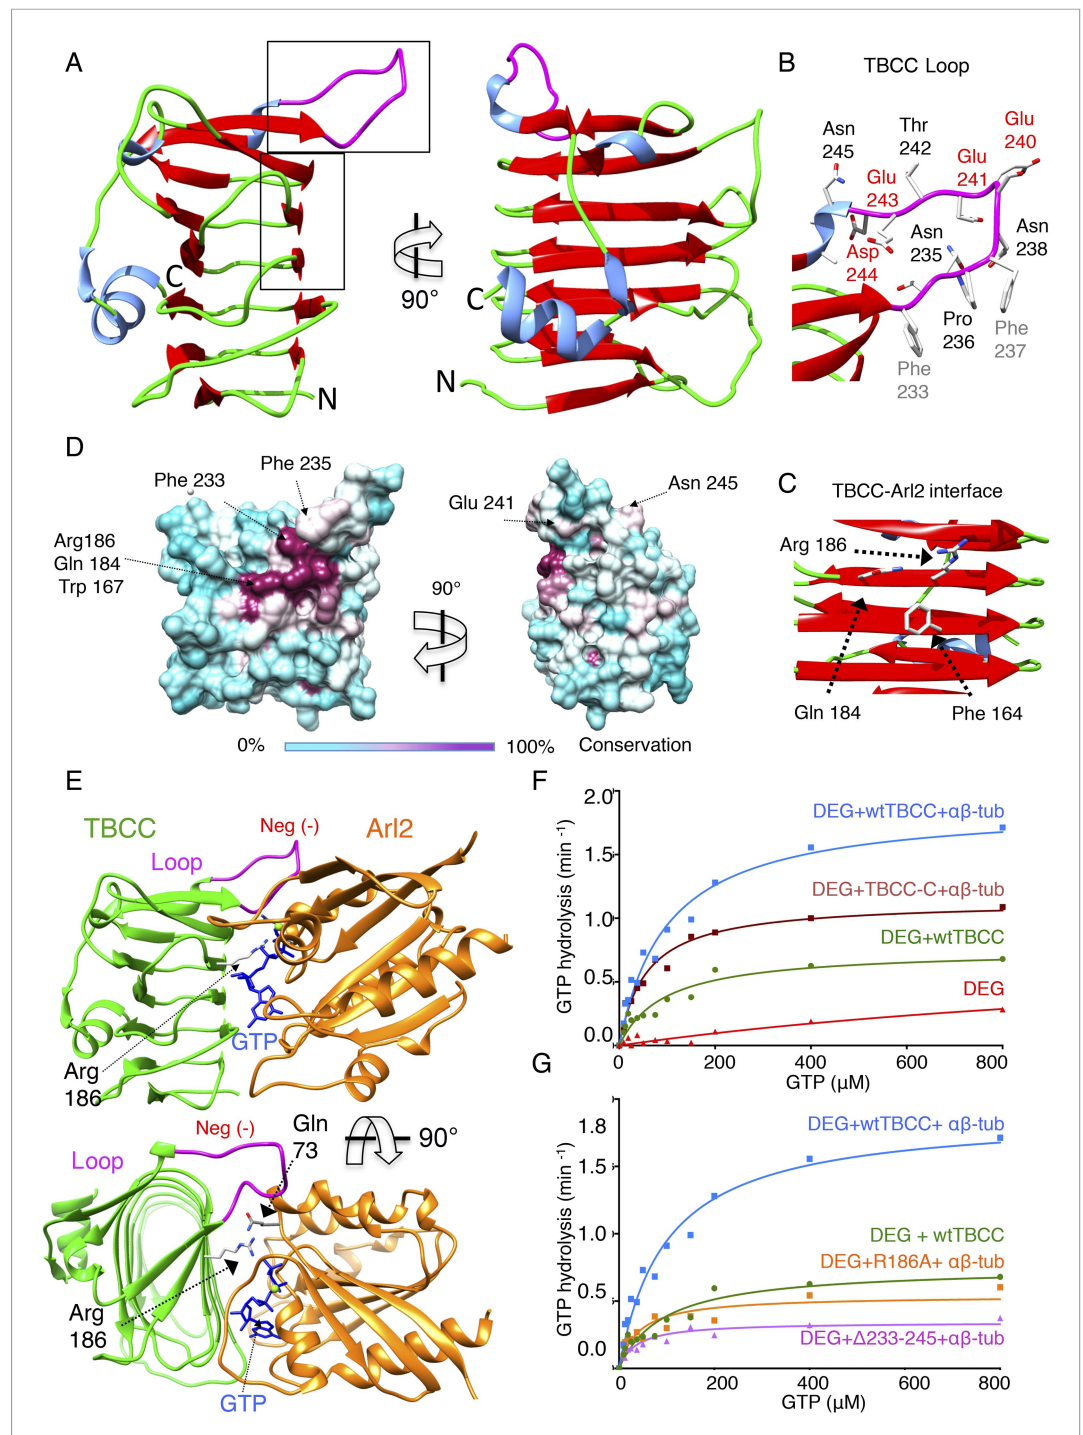 A
C
N
90°
C
N
B
TBCC Loop
Asn
245
Thr
242
Glu
240
Glu
243
Glu
241
Asp
244
Asn
235
Asn
238
Pro
236
Phe
237
Phe
233
D
Phe 233
Phe 235
Arg186
Gln 184
Trp 167
90°
Glu 241
Asn 245
0%
100%
Conservation
C
TBCC-Arl2 interface
Arg 186
Gln 184
Phe 164
E
TBCC
Neg (-)
Arl2
Loop
GTP
Arg
186
Neg (-)
Gln
73
90°
Loop
Arg
186
GTP
F
2.0
1.5
1.0
0.5
0.0
GTP hydrolysis (min -1)
DEG+wtTBCC+αβ-tub
DEG+TBCC-C+αβ-tub
DEG+wtTBCC
DEG
0
200
400
600
800
GTP (µM)
G
1.8
1.5
1.0
0.5
0.0
GTP hydrolysis (min -1)
DEG+wtTBCC+ αβ-tub
DEG + wtTBCC
DEG+R186A+ αβ-tub
DEG+Δ233-245+αβ-tub
0
200
400
600
800
GTP (µM)